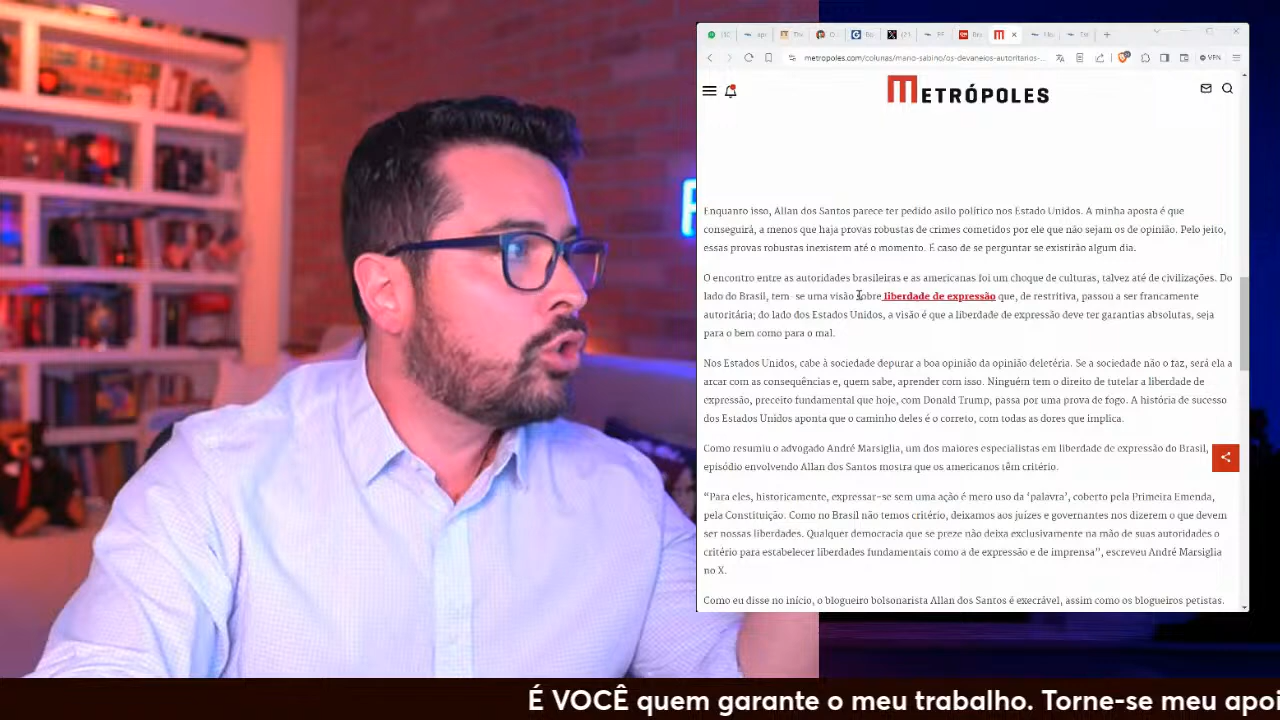 metropoles.com/colunas/mario-sabino/os-devaneios-autoritarios-...
VPN
METRÓPOLES
Enquanto isso, Allan dos Santos parece ter pedido asilo político nos Estado Unidos. A minha aposta é que
conseguirá, a menos que haja provas robustas de crimes cometidos por ele que não sejam os de opinião. Pelo jeito,
essas provas robustas inexistem até o momento. E caso de se perguntar se existirão algum dia.
O encontro entre as autoridades brasileiras e as americanas foi um choque de culturas, talvez até de civilizações. Do
lado do Brasil, tem-se uma visão sobre liberdade de expressão que, de restritiva, passou a ser francamente
autoritária; do lado dos Estados Unidos, a visão é que a liberdade de expressão deve ter garantias absolutas, seja
para o bem como para o mal.
Nos Estados Unidos, cabe à sociedade depurar a boa opinião da opinião deletéria. Se a sociedade não o faz, será ela a
arcar com as consequências e, quem sabe, aprender com isso. Ninguém tem o direito de tutelar a liberdade de
expressão, preceito fundamental que hoje, com Donald Trump, passa por uma prova de fogo. A história de sucesso
dos Estados Unidos aponta que o caminho deles é o correto, com todas as dores que implica.
Como resumiu o advogado André Marsiglia, um dos maiores especialistas em liberdade de expressão do Brasil,
episódio envolvendo Allan dos Santos mostra que os americanos têm critério.
“Para eles, historicamente, expressar-se sem uma ação é mero uso da ‘palavra’, coberto pela Primeira Emenda,
pela Constituição. Como no Brasil não temos critério, deixamos aos juízes e governantes nos dizerem o que devem
ser nossas liberdades. Qualquer democracia que se preze não deixa exclusivamente na mão de suas autoridades o
critério para estabelecer liberdades fundamentais como a de expressão e de imprensa”, escreveu André Marsiglia
no X.
Como eu disse no início, o blogueiro bolsonarista Allan dos Santos é execrável, assim como os blogueiros petistas.
É VOCÊ quem garante o meu trabalho. Torne-se meu apoi